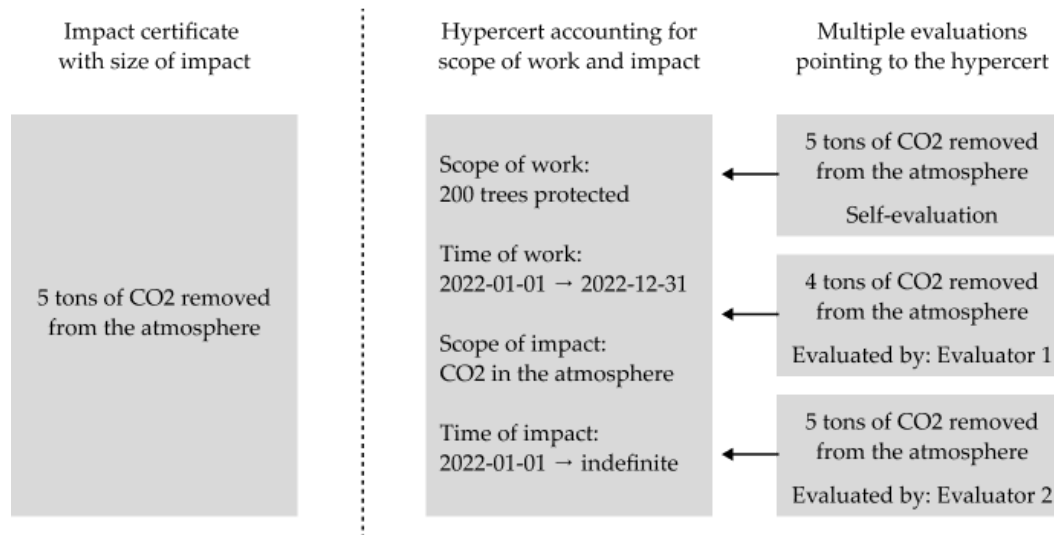 Impact certificate
with size of impact
5 tons of CO2 removed
from the atmosphere
Hypercert accounting for
scope of work and impact
Scope of work:
200 trees protected
Time of work:
2022-01-01 → 2022-12-31
Scope of impact:
CO2 in the atmosphere
Time of impact:
2022-01-01 → indefinite
Multiple evaluations
pointing to the hypercert
5 tons of CO2 removed
from the atmosphere
Self-evaluation
4 tons of CO2 removed
from the atmosphere
Evaluated by: Evaluator 1
5 tons of CO2 removed
from the atmosphere
Evaluated by: Evaluator 2